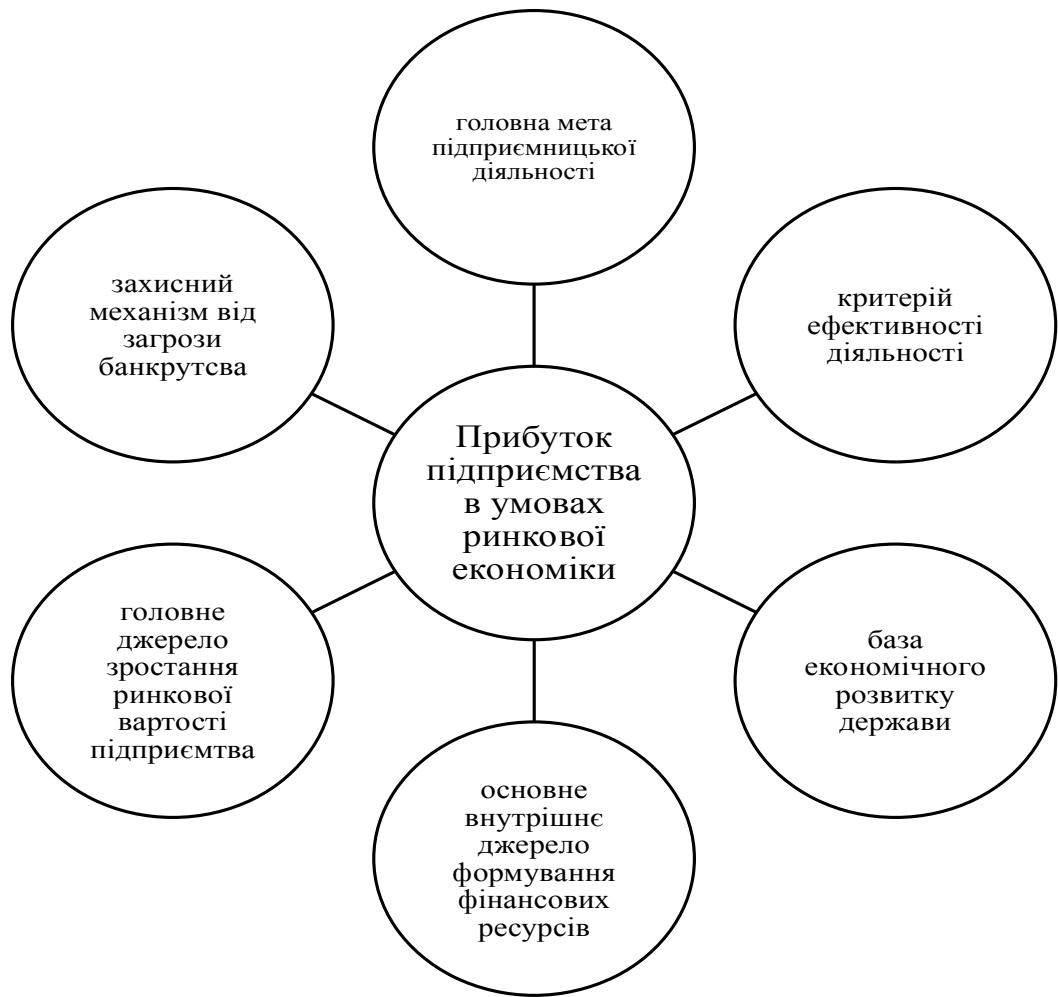 головна мета
підприємницької
діяльності
захисний
механізм від
загрози
банкрутсва
критерій
ефективності
діяльності
Прибуток
підприємства
в умовах
ринкової
економіки
головне
джерело
зростання
ринкової
вартості
підприємтва
база
економічного
розвитку
держави
основне
внутрішнє
джерело
формування
фінансових
ресурсів